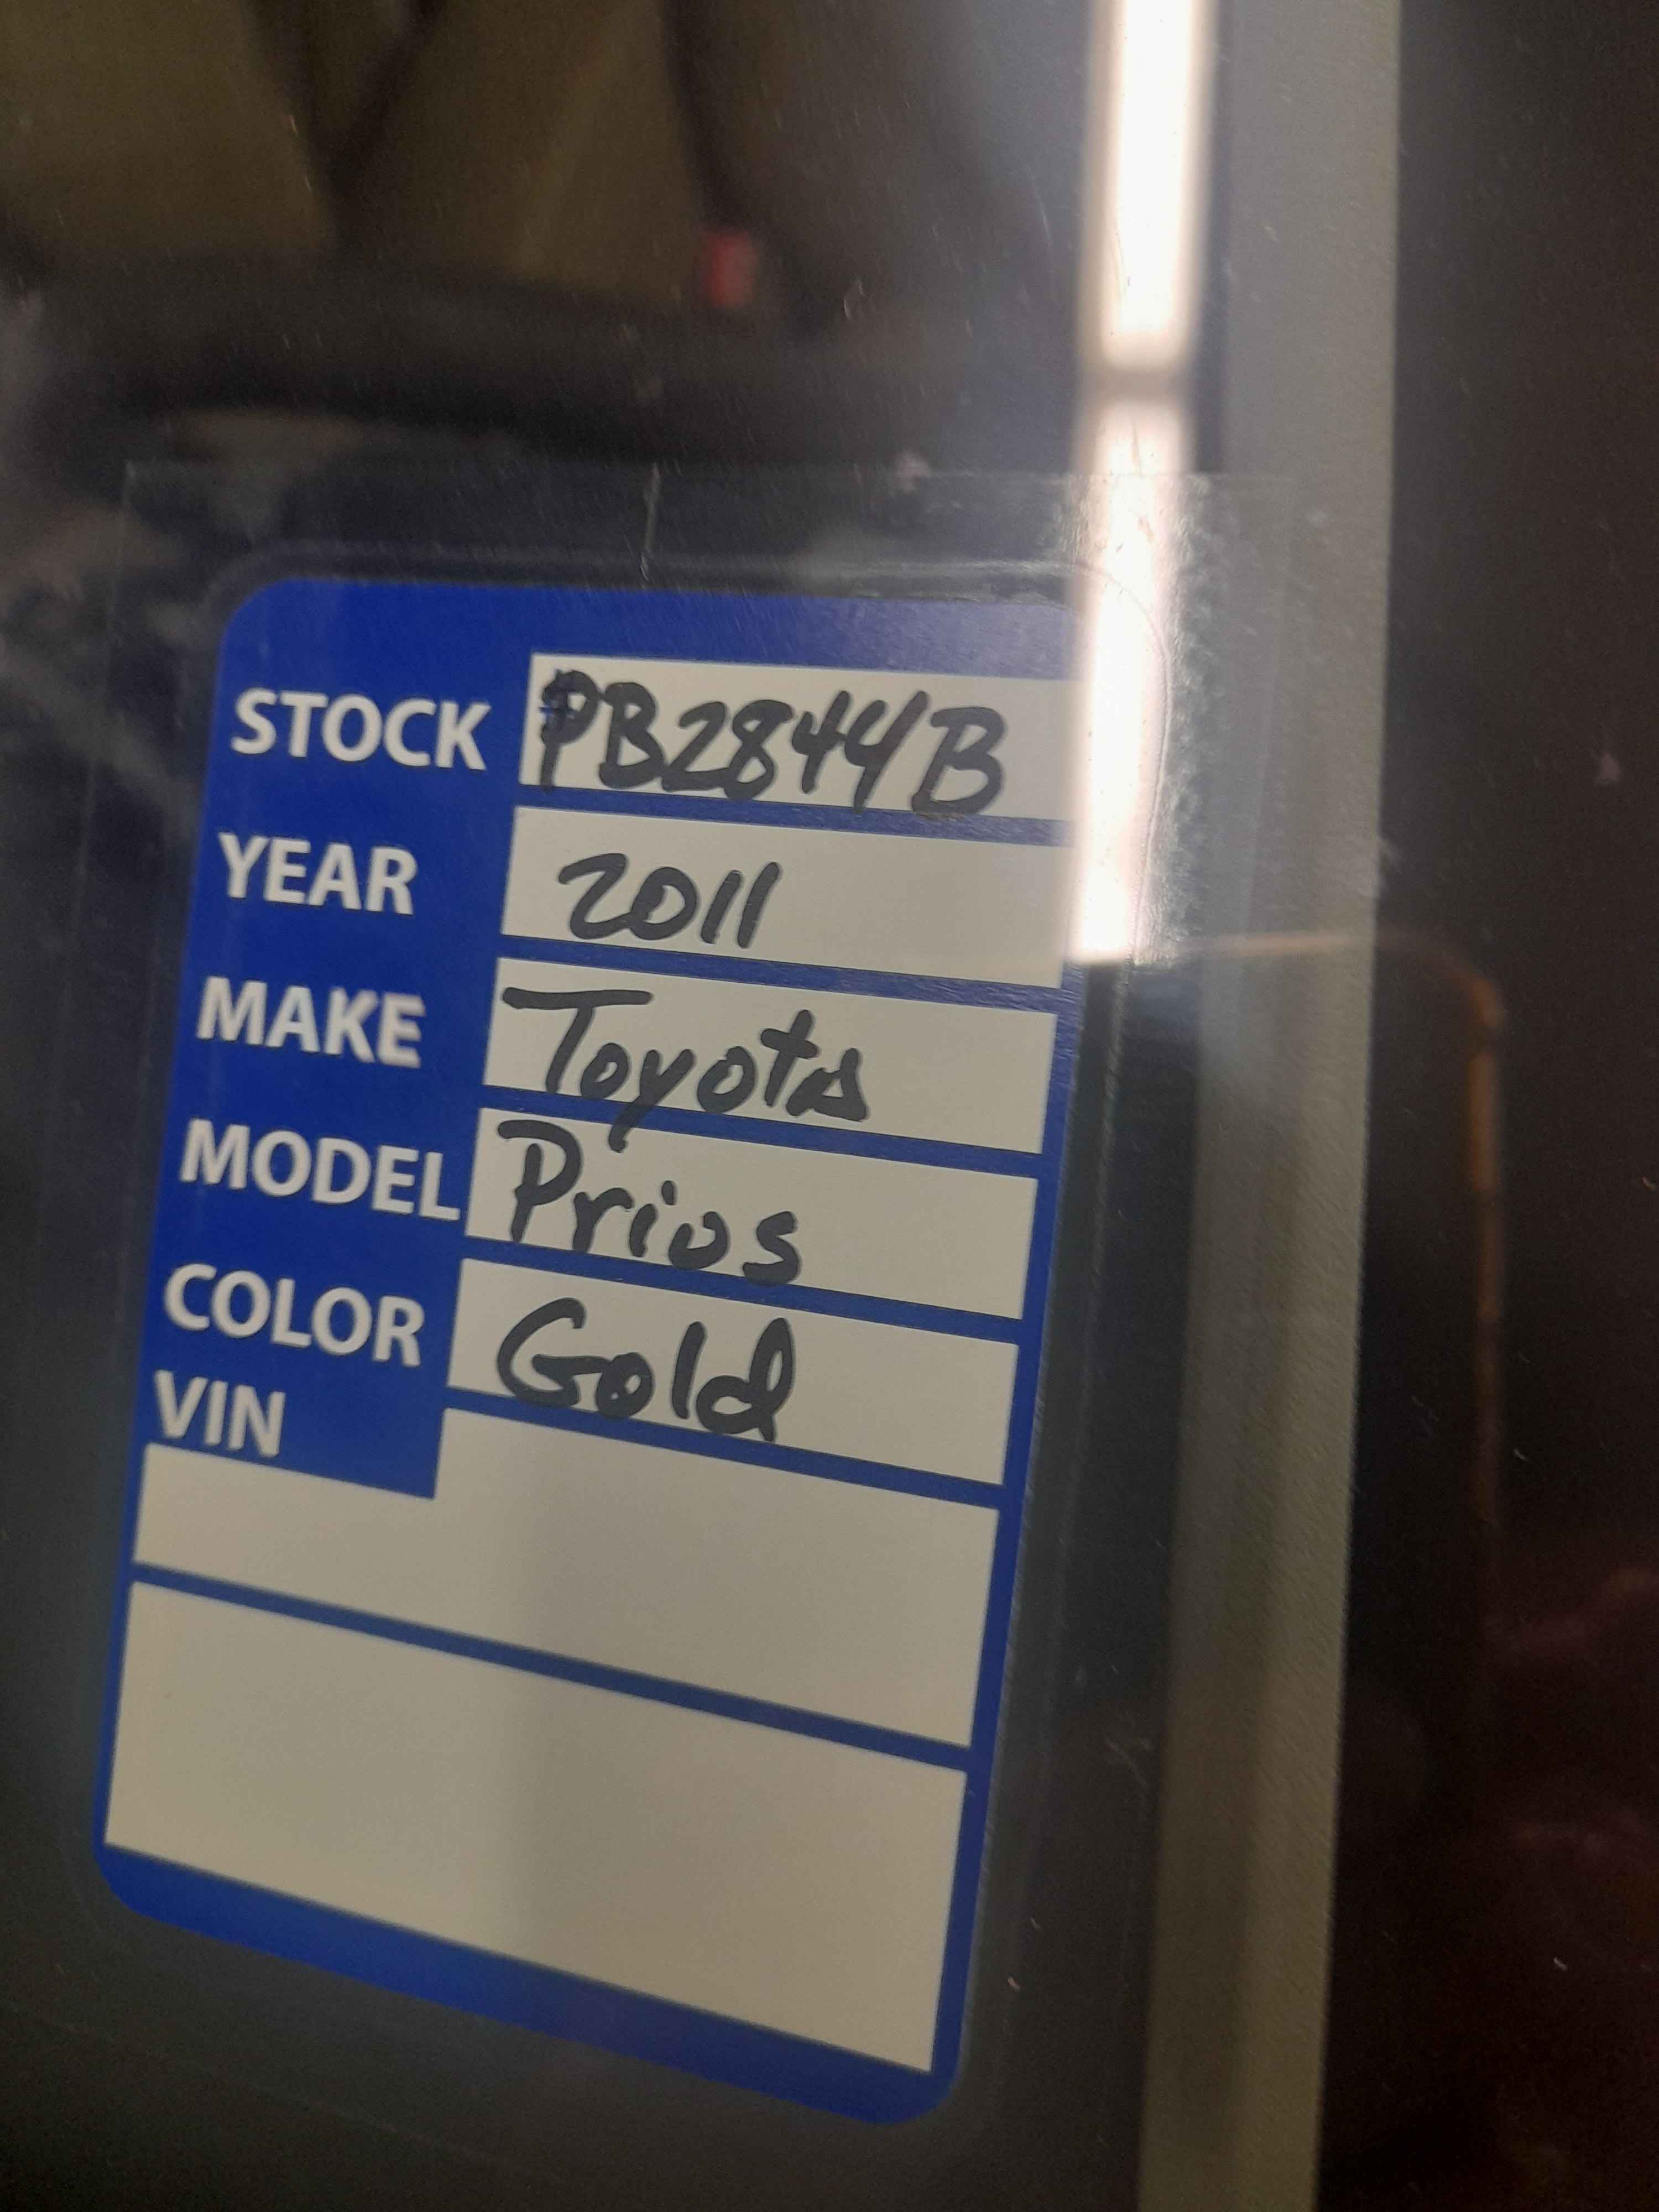 STOCK PB2844B
YEAR 2011
MAKE Toyota
MODEL Prius
COLOR Gold
VIN